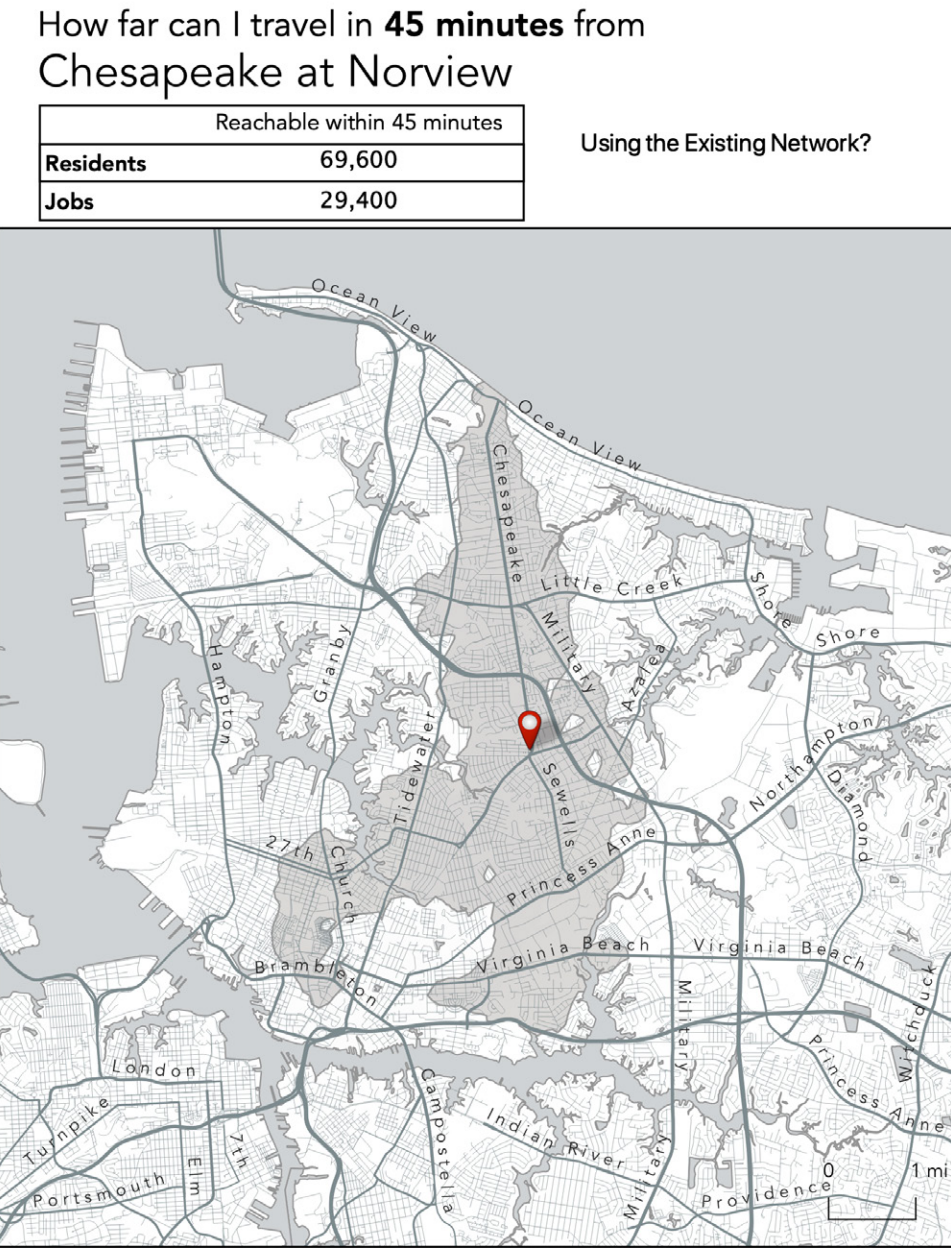 How far can I travel in 45 minutes from
Chesapeake at Norview
Reachable within 45 minutes
Residents 69,600
Jobs 29,400
Using the Existing Network?
Ocean View
Ocean View
Chesapeake
Little Creek
Shore
Shore
Military
Azalea
Hampton
Granby
Tidewater
Sewells
Northampton
Diamond
27th
Church
Princess Anne
Virginia Beach
Virginia Beach
Brambleton
Military
Witchduck
London
Campostella
Princess Anne
Turnpike
Indian River
7th
Elm
Military
Portsmouth
Providence
0 1 mi